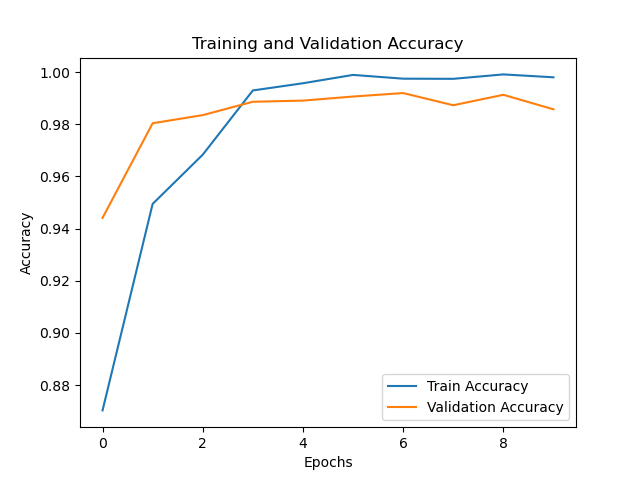 Training and Validation Accuracy
1.00
0.98
0.96
0.94
0.92
0.90
0.88
Accuracy
Train Accuracy
Validation Accuracy
0 2 4 6 8
Epochs